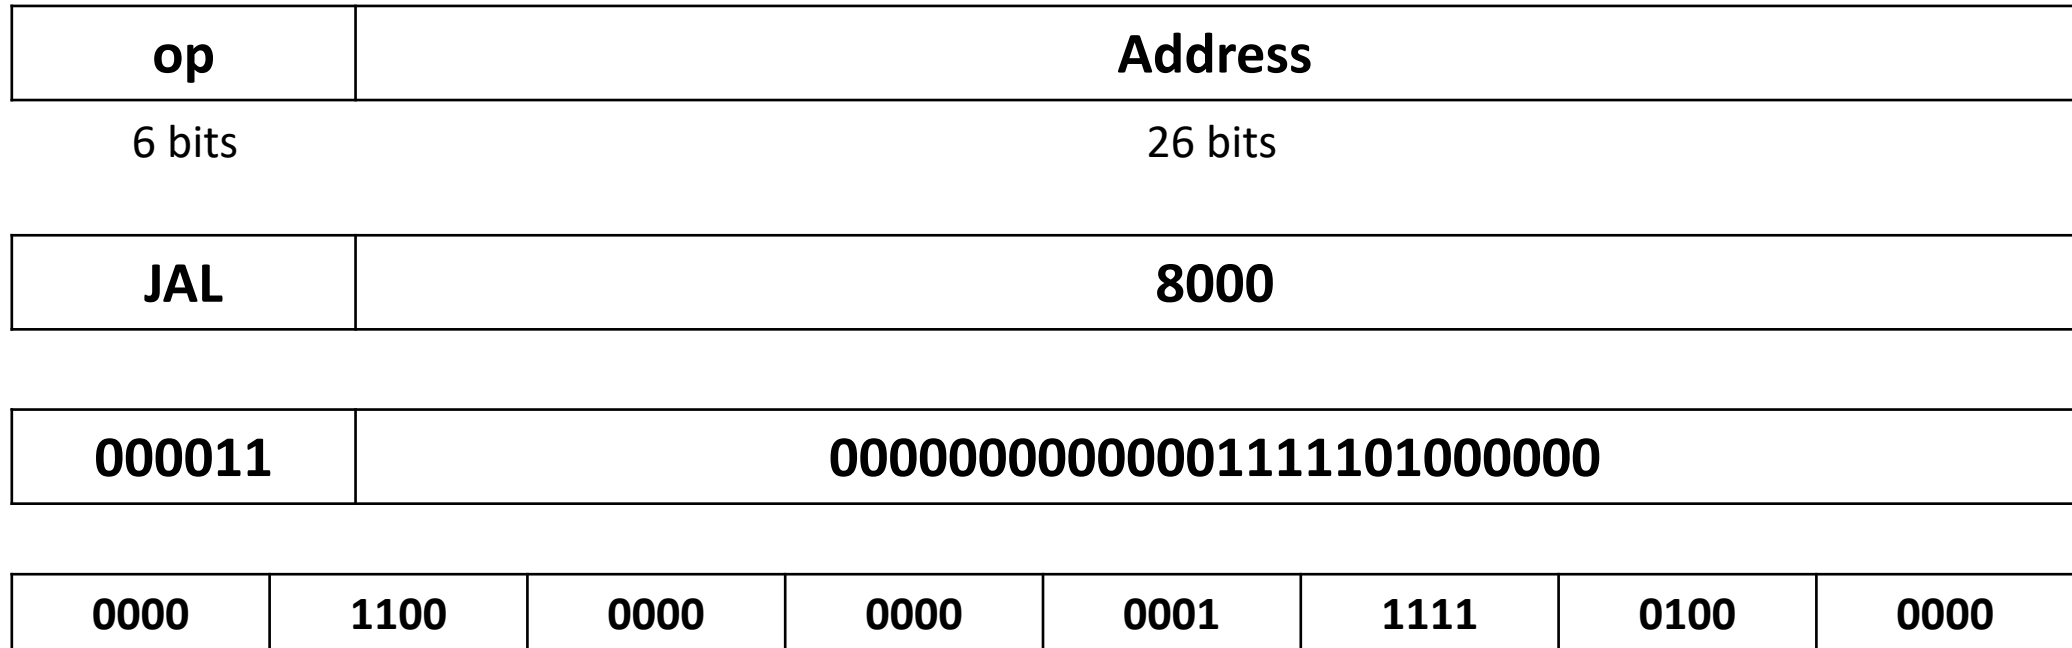 op Address
6 bits 26 bits
JAL 8000
000011 00000000000001111101000000
0000 1100 0000 0000 0001 1111 0100 0000